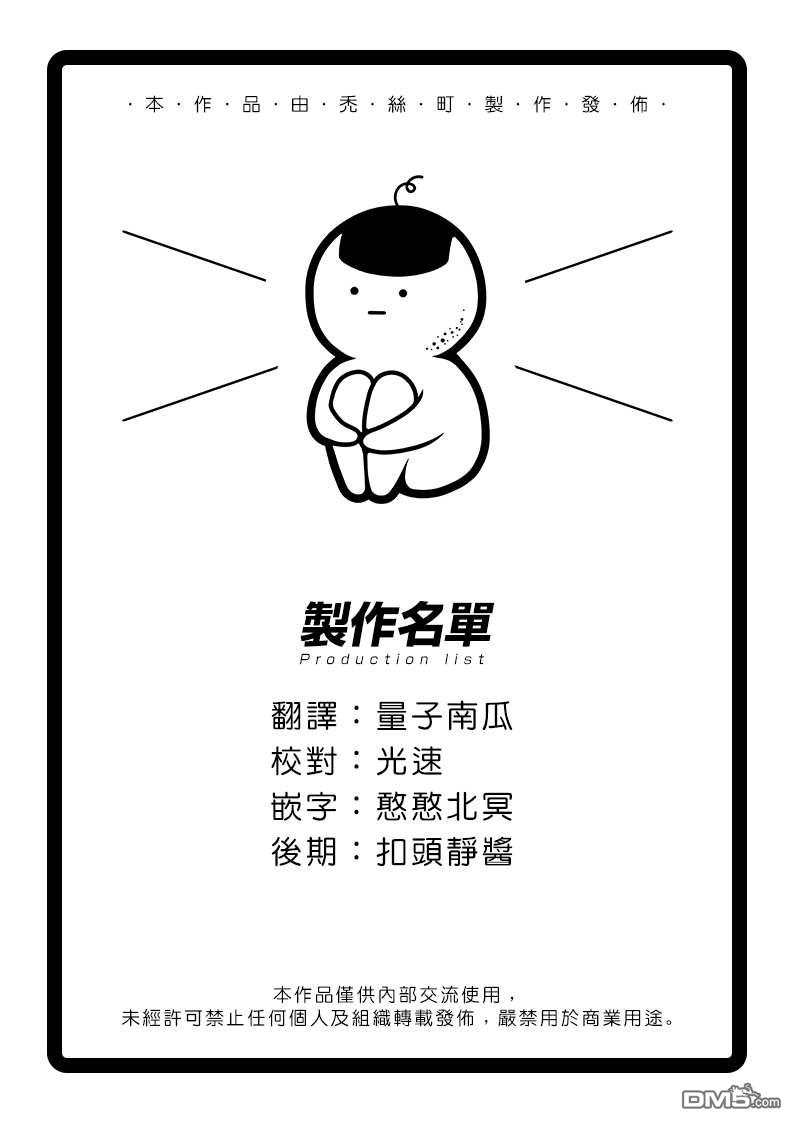 ·本·作·品·由·禿·絲·町·製·作·發·佈·
製作名單
Production list
翻譯：量子南瓜
校對：光速
嵌字：憨憨北冥
後期：扣頭靜醬
本作品僅供內部交流使用，
未經許可禁止任何個人及組織轉載發佈，嚴禁用於商業用途。
DM5.com